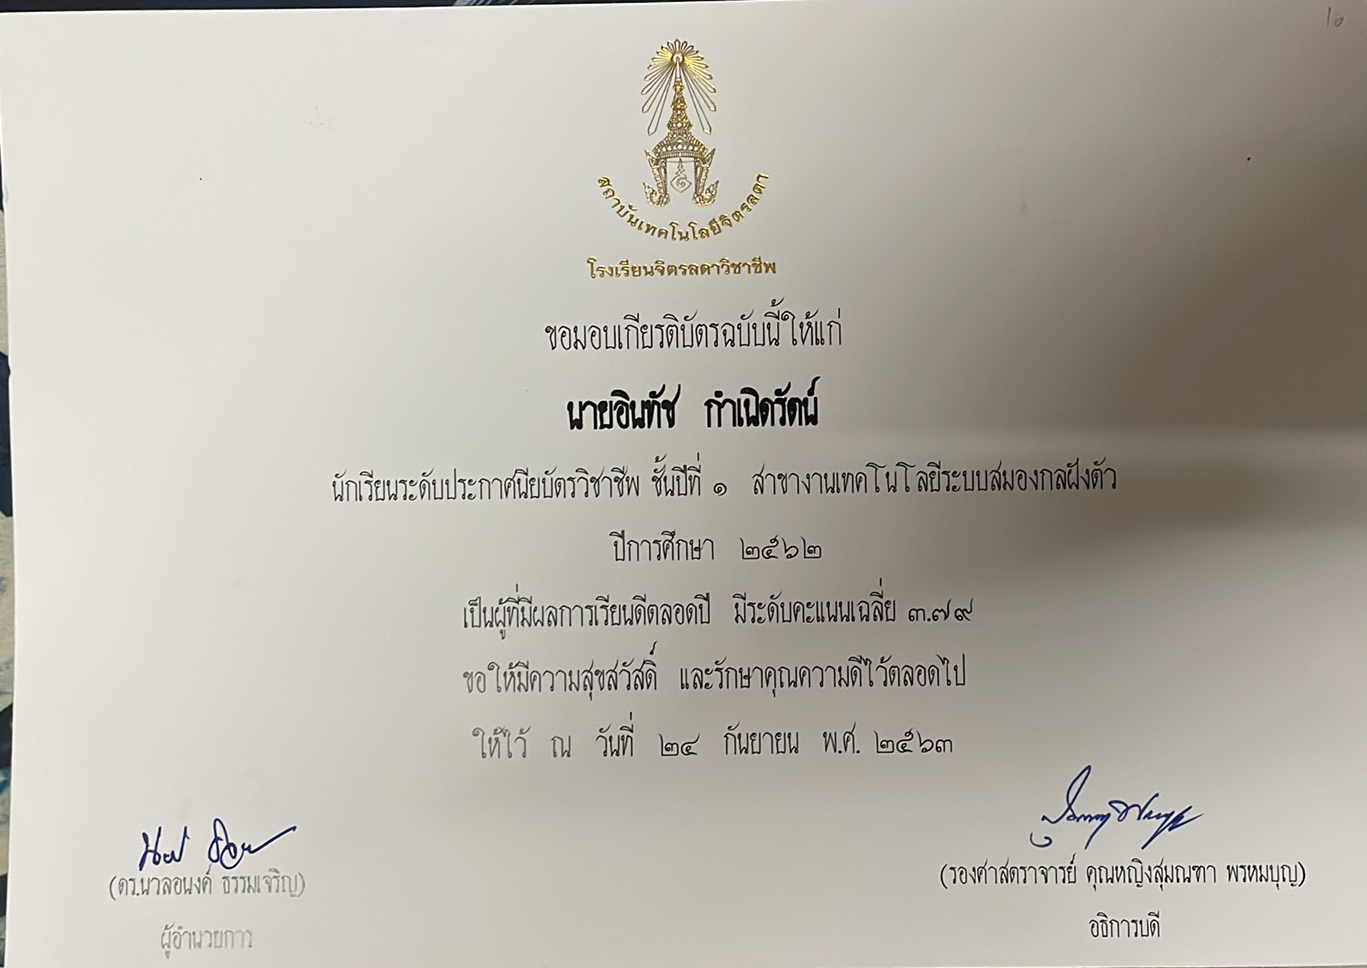 สถาบันเทคโนโลยีจิตรลดา
โรงเรียนจิตรลดาวิชาชีพ
ขอมอบเกียรติบัตรฉบับนี้ให้แก่
นายอินทัช กำเนิดรัตน์
นักเรียนระดับประกาศนียบัตรวิชาชีพ ชั้นปีที่ ๑ สาขางานเทคโนโลยีระบบสมองกลฝังตัว
ปีการศึกษา ๒๕๖๒
เป็นผู้ที่มีผลการเรียนดีตลอดปี มีระดับคะแนนเฉลี่ย ๓.๗๙
ขอให้มีความสุขสวัสดิ์ และรักษาคุณความดีไว้ตลอดไป
ให้ไว้ ณ วันที่ ๒๔ กันยายน พ.ศ. ๒๕๖๓
(ดร.นวลอนงค์ ธรรมเจริญ)
ผู้อำนวยการ
(รองศาสตราจารย์ คุณหญิงสุมณฑา พรหมบุญ)
อธิการบดี